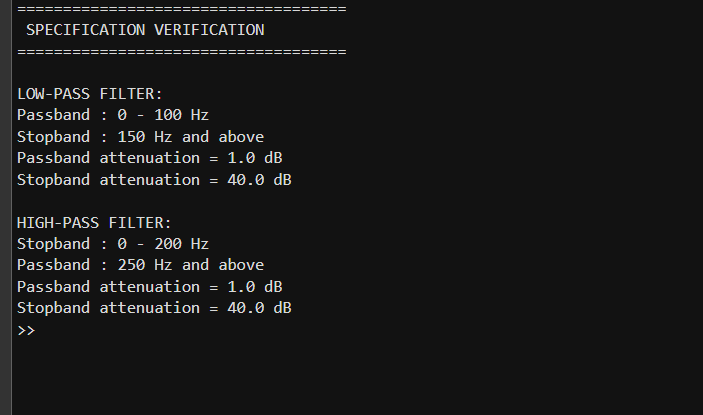 ====================================
SPECIFICATION VERIFICATION
====================================
LOW-PASS FILTER:
Passband : 0 - 100 Hz
Stopband : 150 Hz and above
Passband attenuation = 1.0 dB
Stopband attenuation = 40.0 dB
HIGH-PASS FILTER:
Stopband : 0 - 200 Hz
Passband : 250 Hz and above
Passband attenuation = 1.0 dB
Stopband attenuation = 40.0 dB
>>